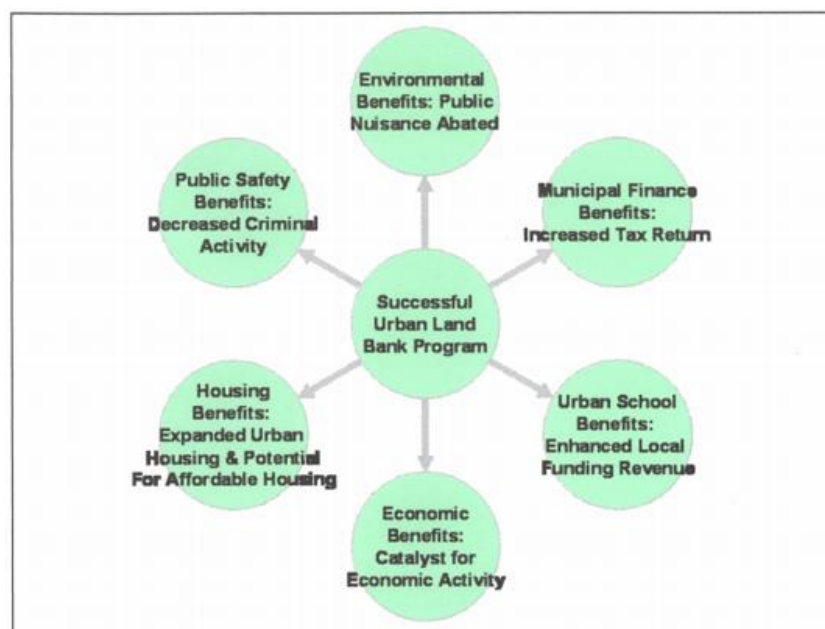 Environmental
Benefits: Public
Nuisance Abated
Public Safety
Benefits:
Decreased Criminal
Activity
Municipal Finance
Benefits:
Increased Tax Return
Successful
Urban Land
Bank Program
Housing
Benefits:
Expanded Urban
Housing & Potential
For Affordable Housing
Urban School
Benefits:
Enhanced Local
Funding Revenue
Economic
Benefits:
Catalyst for
Economic Activity